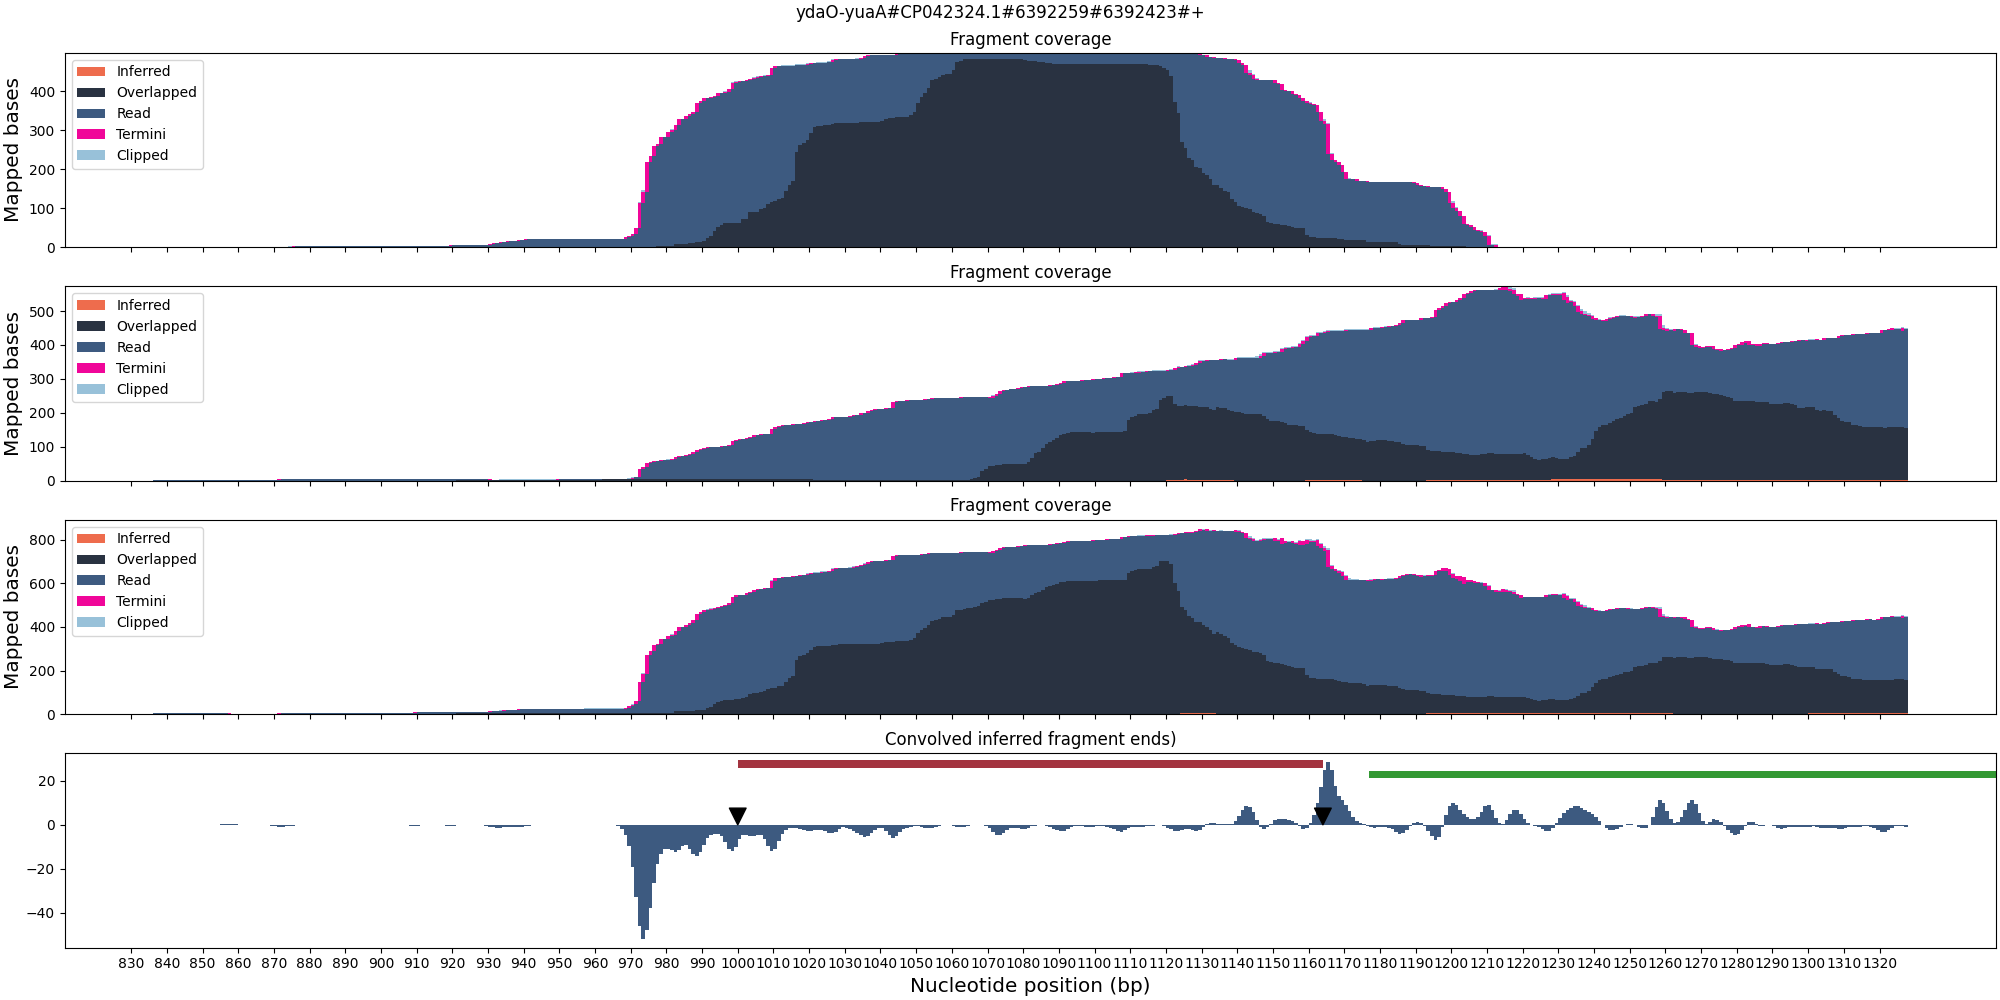 ydaO-yuaA#CP042324.1#6392259#6392423#+
Fragment coverage
Mapped bases
400
300
200
100
0
Inferred
Overlapped
Read
Termini
Clipped
Fragment coverage
Mapped bases
500
400
300
200
100
0
Inferred
Overlapped
Read
Termini
Clipped
Fragment coverage
Mapped bases
800
600
400
200
0
Inferred
Overlapped
Read
Termini
Clipped
Convolved inferred fragment ends)
20
0
−20
−40
830 840 850 860 870 880 890 900 910 920 930 940 950 960 970 980 990 1000 1010 1020 1030 1040 1050 1060 1070 1080 1090 1100 1110 1120 1130 1140 1150 1160 1170 1180 1190 1200 1210 1220 1230 1240 1250 1260 1270 1280 1290 1300 1310 1320
Nucleotide position (bp)